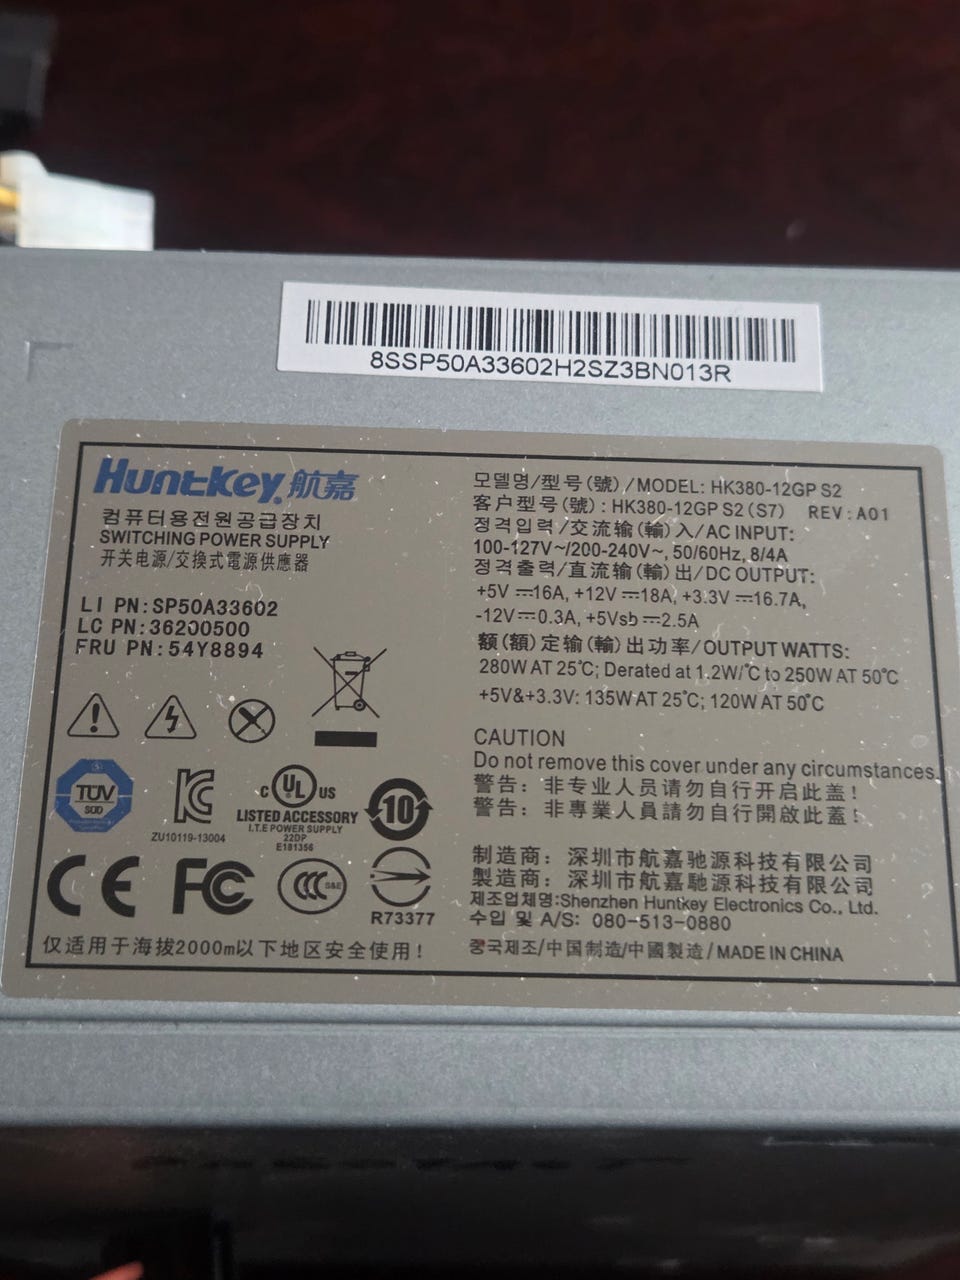 8SSP50A33602H2SZ3BN013R
Huntkey 航嘉
컴퓨터용전원공급장치
SWITCHING POWER SUPPLY
开关电源/交換式電源供應器
LI PN:SP50A33602
LC PN:36200500
FRU PN:54Y8894
TÜV
SÜD
ZU10119-13004
C UL US
LISTED ACCESSORY
I.T.E POWER SUPPLY
22DP
E181356
10
CE
FC
CCC S&E
R73377
仅适用于海拔2000m以下地区安全使用!
모델명/型号(號)/MODEL: HK380-12GP S2
客户型号(號): HK380-12GP S2 (S7) REV: A01
정격입력/交流输(輸)入/AC INPUT:
100-127V~/200-240V~, 50/60Hz, 8/4A
정격출력/直流输(輸)出/DC OUTPUT:
+5V ⎓16A, +12V ⎓18A, +3.3V ⎓16.7A,
-12V⎓0.3A, +5Vsb⎓2.5A
额(額)定输(輸)出功率/OUTPUT WATTS:
280W AT 25℃; Derated at 1.2W/℃ to 250W AT 50℃
+5V&+3.3V: 135W AT 25℃; 120W AT 50℃
CAUTION
Do not remove this cover under any circumstances.
警告: 非专业人员请勿自行开启此盖!
警告: 非專業人員請勿自行開啟此蓋!
制造商: 深圳市航嘉驰源科技有限公司
製造商: 深圳市航嘉馳源科技有限公司
제조업체명:Shenzhen Huntkey Electronics Co., Ltd.
수입 및 A/S: 080-513-0880
중국제조/中国制造/中國製造/MADE IN CHINA